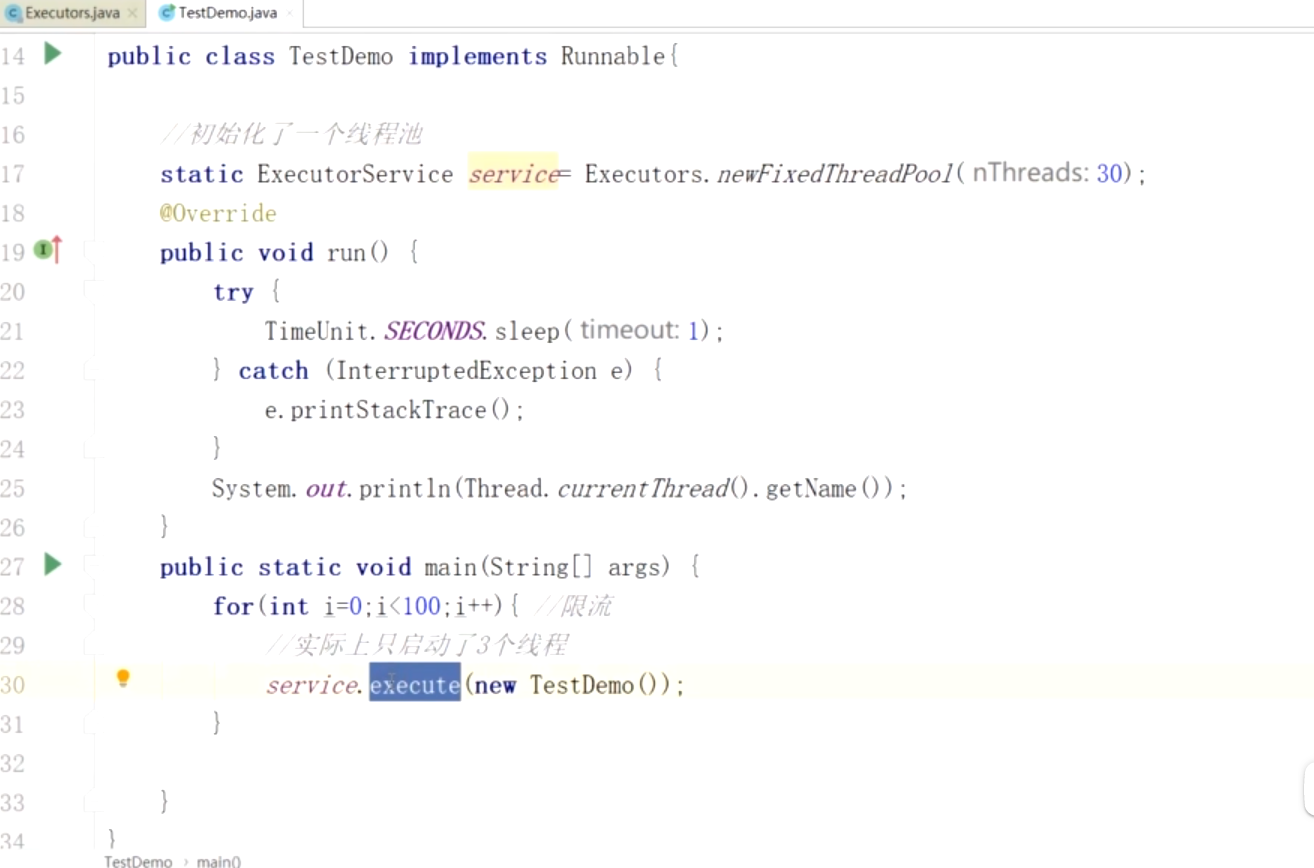 Executors.java × TestDemo.java ×
14 public class TestDemo implements Runnable{
15
16 //初始化了一个线程池
17 static ExecutorService service= Executors.newFixedThreadPool( nThreads: 30);
18 @Override
19 public void run() {
20 try {
21 TimeUnit.SECONDS.sleep( timeout: 1);
22 } catch (InterruptedException e) {
23 e.printStackTrace();
24 }
25 System.out.println(Thread.currentThread().getName());
26 }
27 public static void main(String[] args) {
28 for(int i=0;i<100;i++){ //限流
29 //实际上只启动了3个线程
30 service.execute(new TestDemo());
31 }
32
33 }
34 }
TestDemo › main()